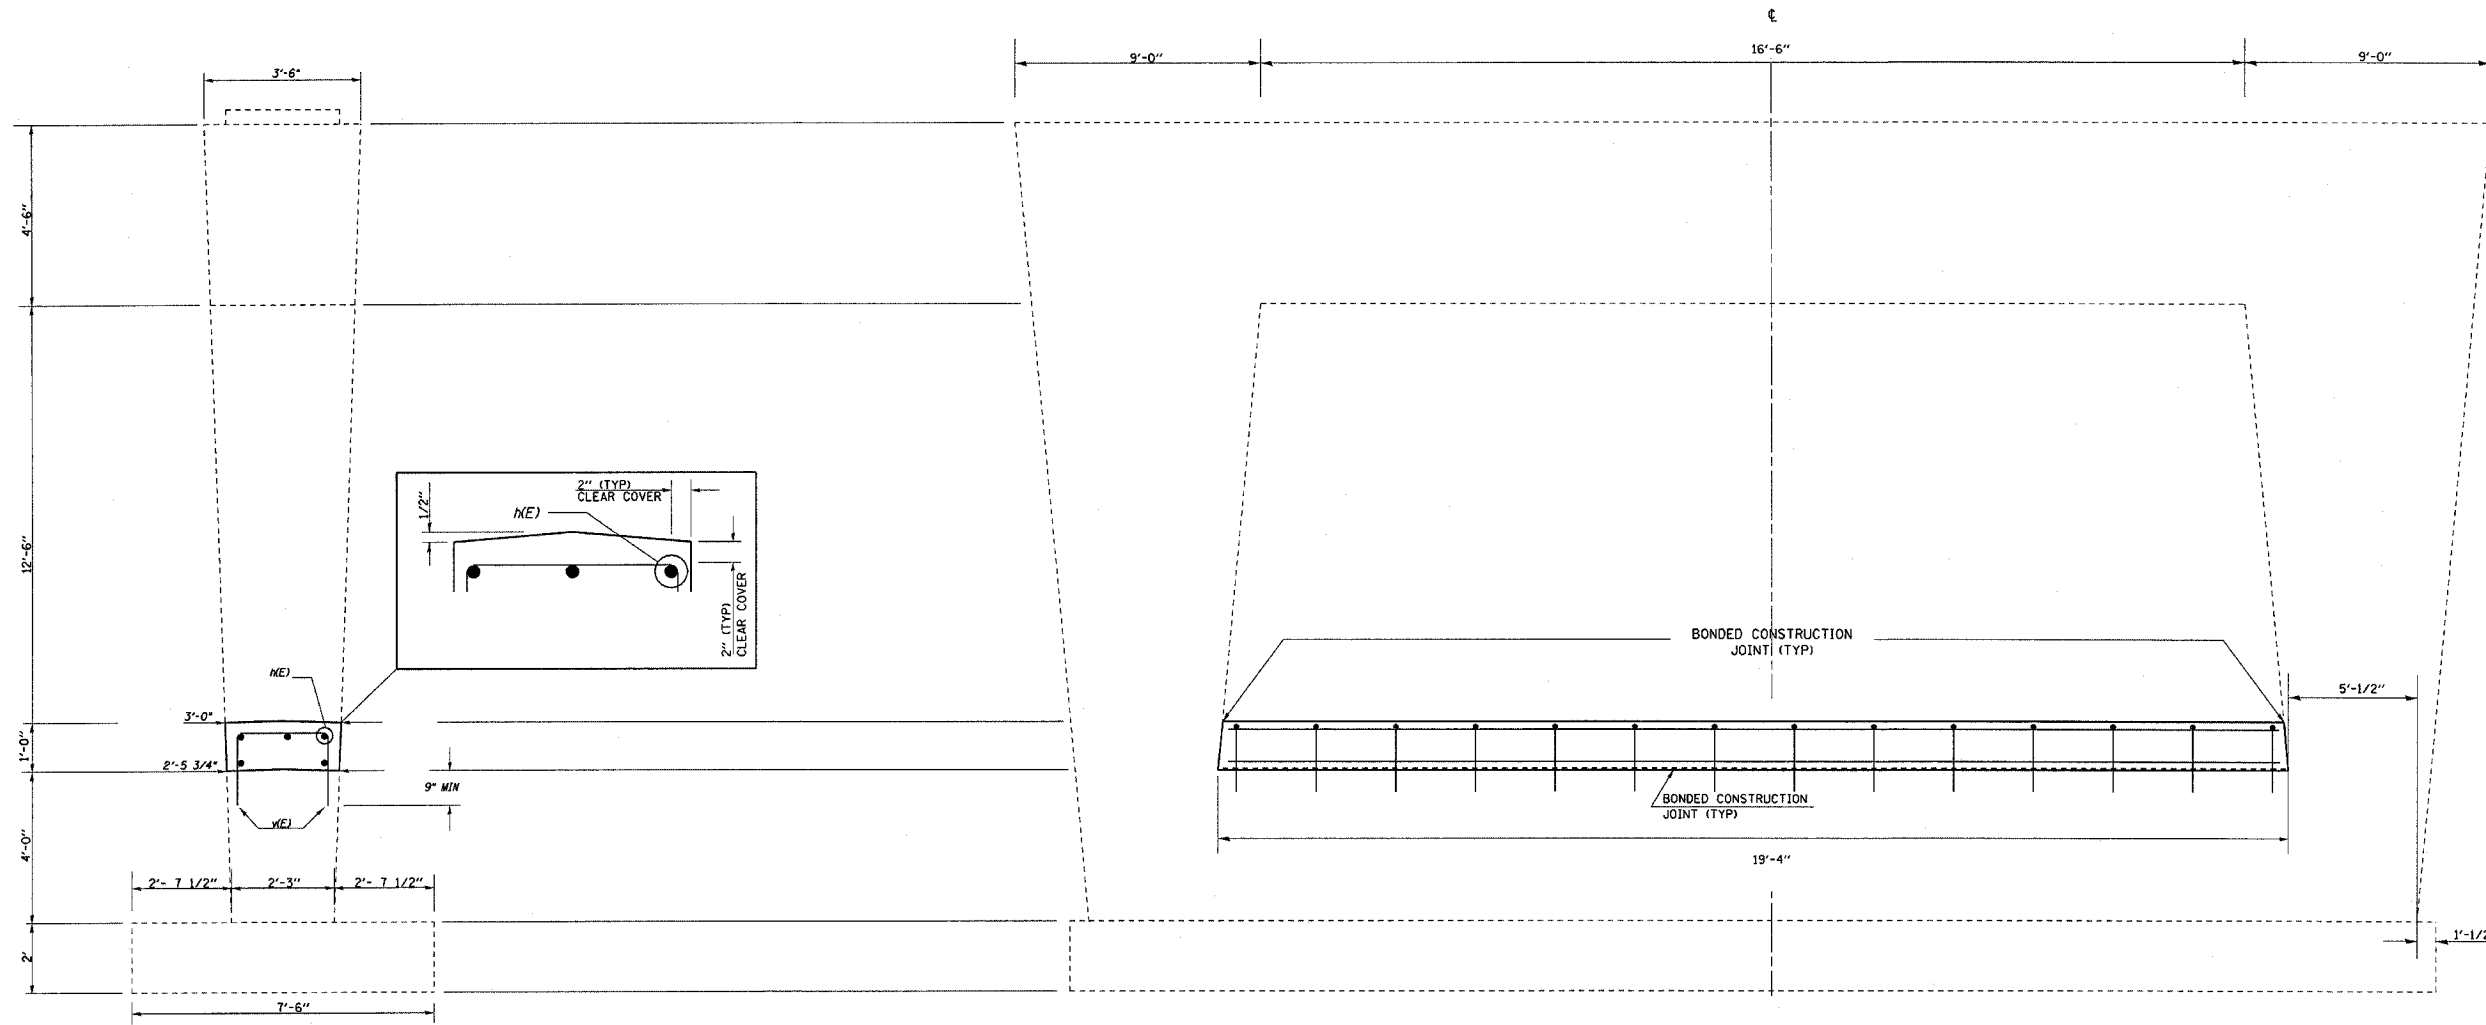 ℄
3'-6"
9'-0"
16'-6"
9'-0"
4'-6"
12'-6"
1'-0"
4'-0"
2'
1/2"
2" (TYP)
CLEAR COVER
h(E)
2" (TYP)
CLEAR COVER
h(E)
3'-0"
2'-5 3/4"
9" MIN
v(E)
2'- 7 1/2"
2'-3"
2'- 7 1/2"
7'-6"
BONDED CONSTRUCTION
JOINT (TYP)
5'-1/2"
BONDED CONSTRUCTION
JOINT (TYP)
19'-4"
1'-1/2